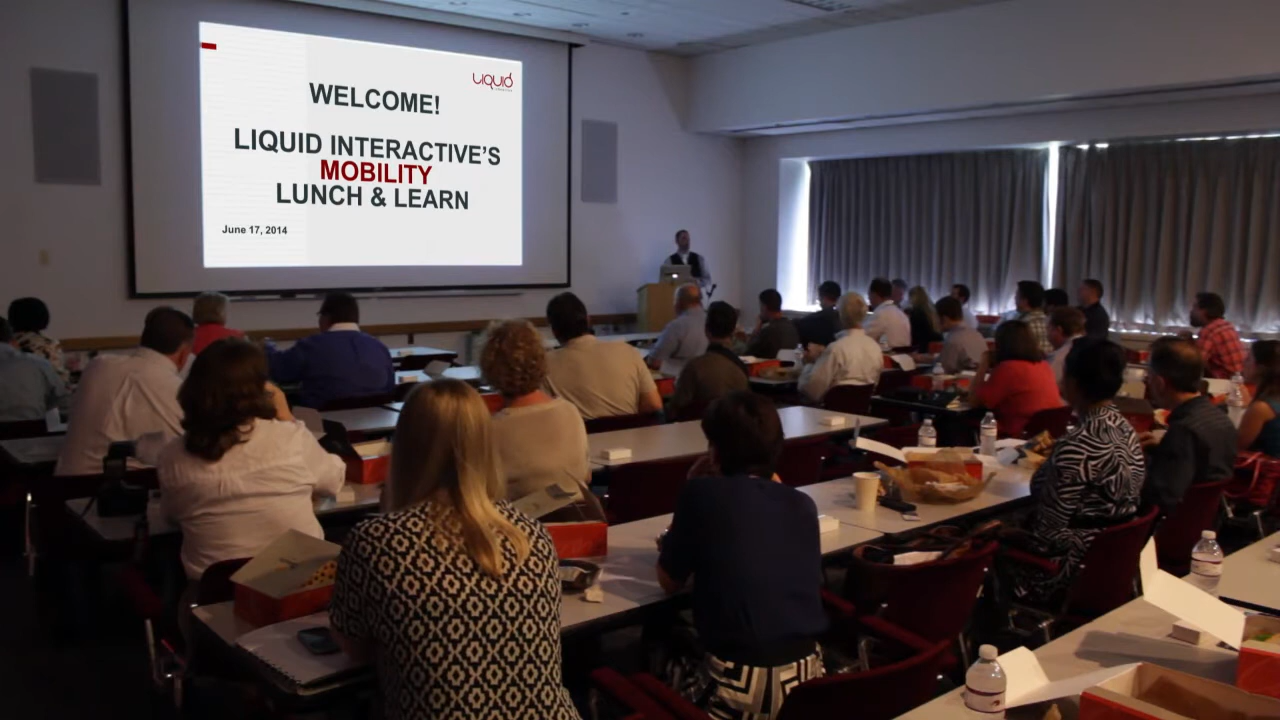 Liquid
WELCOME!
LIQUID INTERACTIVE'S
MOBILITY
LUNCH & LEARN
June 17, 2014